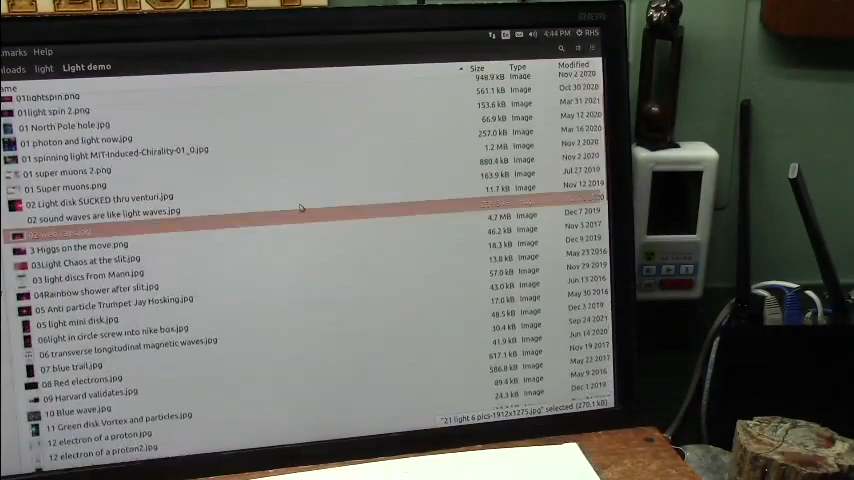 BENQ
4:44 PM RHS
marks Help
loads light Light demo
ame Size Type Modified
01lightspin.png 948.9 kB Image Nov 2 2020
01light spin 2.png 561.1 kB Image Oct 30 2020
01 North Pole hole.jpg 153.6 kB Image Mar 31 2021
01 photon and light now.jpg 66.9 kB Image May 12 2020
01 spinning light MIT-Induced-Chirality-01_0.jpg 257.0 kB Image Mar 16 2020
01 super muons 2.png 1.2 MB Image Nov 2 2020
01 Super muons.png 880.4 kB Image Nov 2 2020
02 Light disk SUCKED thru venturi.jpg 163.9 kB Image Jul 27 2019
02 sound waves are like light waves.jpg 11.7 kB Image Nov 12 2019
02 web rays.jpg
3 Higgs on the move.png 4.7 MB Image Dec 7 2019
03Light Chaos at the slit.jpg 46.2 kB Image Nov 3 2017
03 light discs from Mann.jpg 18.3 kB Image Dec 9 2019
04Rainbow shower after slit.jpg 13.8 kB Image May 23 2016
05 Anti particle Trumpet Jay Hosking.jpg 57.0 kB Image Nov 29 2019
05 light mini disk.jpg 43.0 kB Image Jun 13 2016
06light in circle screw into nike box.jpg 17.0 kB Image May 30 2016
06 transverse longitudinal magnetic waves.jpg 48.5 kB Image Dec 3 2019
07 blue trail.jpg 30.4 kB Image Sep 24 2021
08 Red electrons.jpg 41.9 kB Image Jun 14 2020
09 Harvard validates.jpg 617.1 kB Image Nov 19 2017
10 Blue wave.jpg 586.8 kB Image May 22 2017
11 Green disk Vortex and particles.jpg 89.4 kB Image May 9 2016
12 electron of a proton.jpg 24.3 kB Image Dec 1 2019
12 electron of a proton2.jpg
"21 light 6 pics-1912x1275.jpg" selected (270.1 kB)